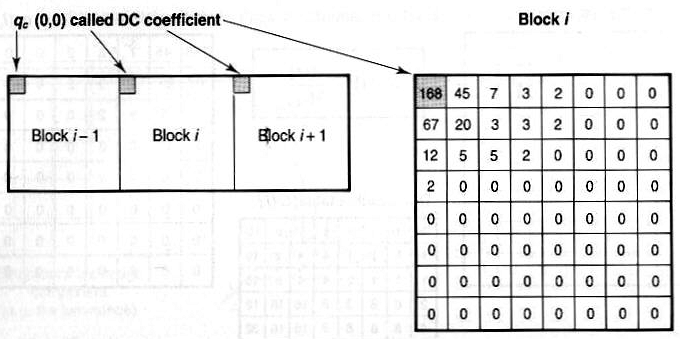 qc (0,0) called DC coefficient
Block i
Block i – 1 Block i Block i + 1
168 45 7 3 2 0 0 0
67 20 3 3 2 0 0 0
12 5 5 2 0 0 0 0
2 0 0 0 0 0 0 0
0 0 0 0 0 0 0 0
0 0 0 0 0 0 0 0
0 0 0 0 0 0 0 0
0 0 0 0 0 0 0 0